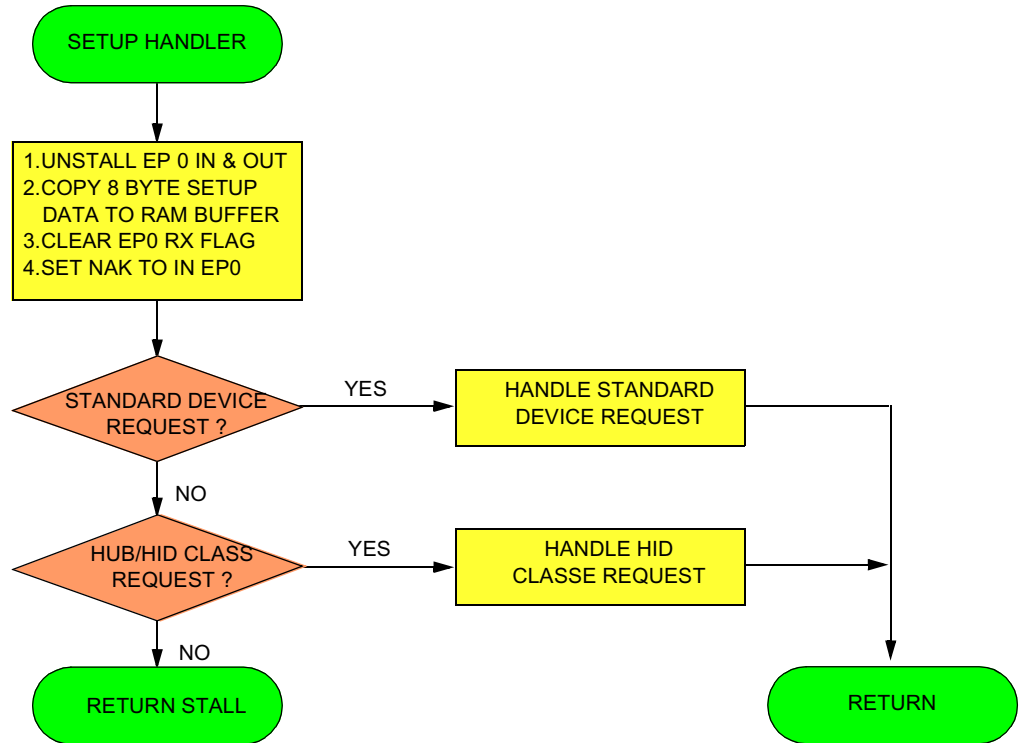 SETUP HANDLER
1.UNSTALL EP 0 IN & OUT
2.COPY 8 BYTE SETUP
DATA TO RAM BUFFER
3.CLEAR EP0 RX FLAG
4.SET NAK TO IN EP0
STANDARD DEVICE
REQUEST ?
YES
HANDLE STANDARD
DEVICE REQUEST
NO
HUB/HID CLASS
REQUEST ?
YES
HANDLE HID
CLASSE REQUEST
NO
RETURN STALL
RETURN